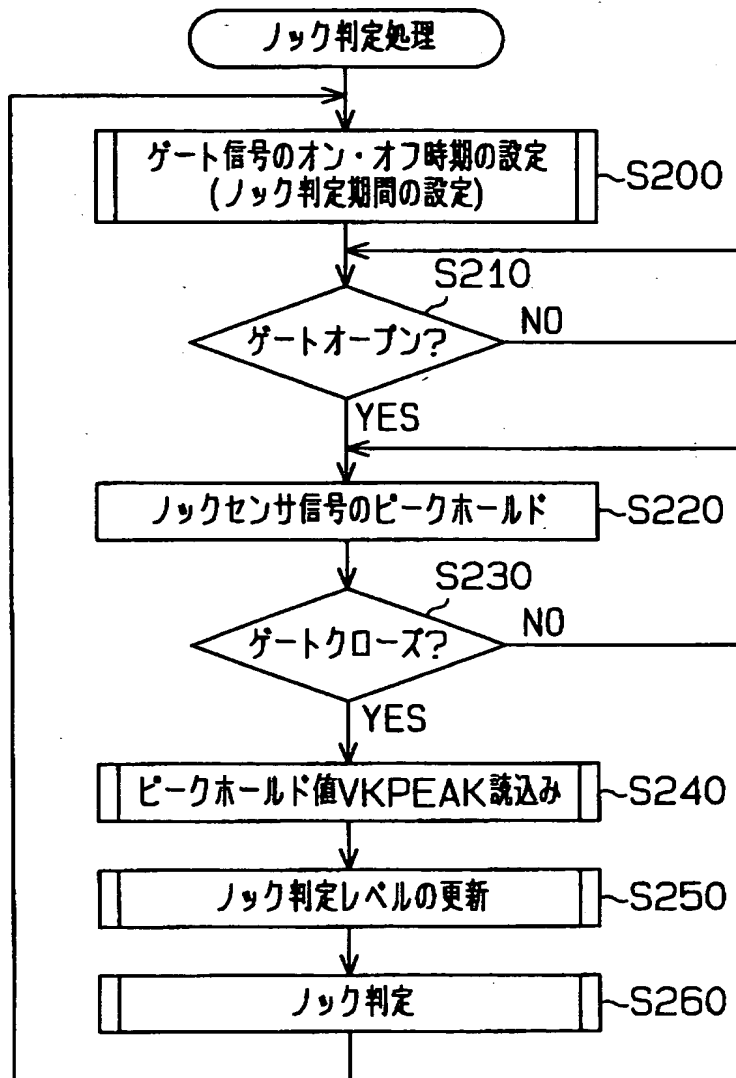 ノック判定処理
ゲート信号のオン・オフ時期の設定
(ノック判定期間の設定)
S200
S210
ゲートオープン?
NO
YES
ノックセンサ信号のピークホールド
S220
S230
ゲートクローズ?
NO
YES
ピークホールド値VKPEAK読込み
S240
ノック判定レベルの更新
S250
ノック判定
S260